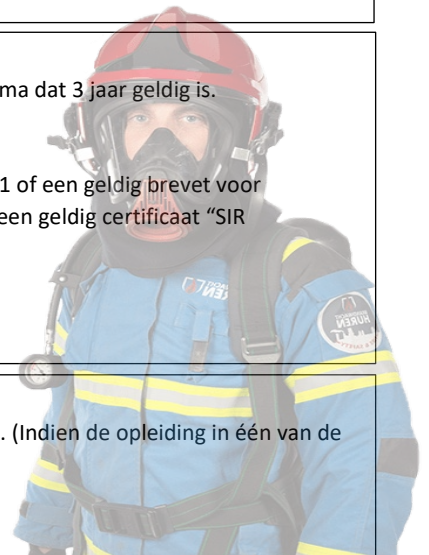 ma dat 3 jaar geldig is.
1 of een geldig brevet voor
een geldig certificaat “SIR
HUREN
. (Indien de opleiding in één van de